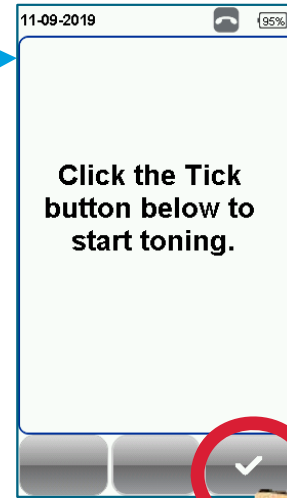 11-09-2019
95%
Click the Tick
button below to
start toning.